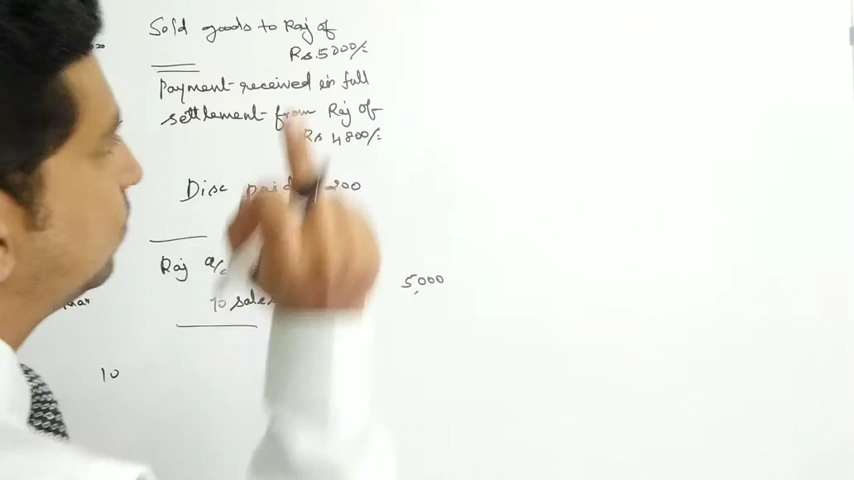 Sold goods to Raj of
Rs.5000/-
Payment received in full
settlement from Raj of
Rs 4800/-
Disc paid 200
Raj a/c
5,000
To sales
10